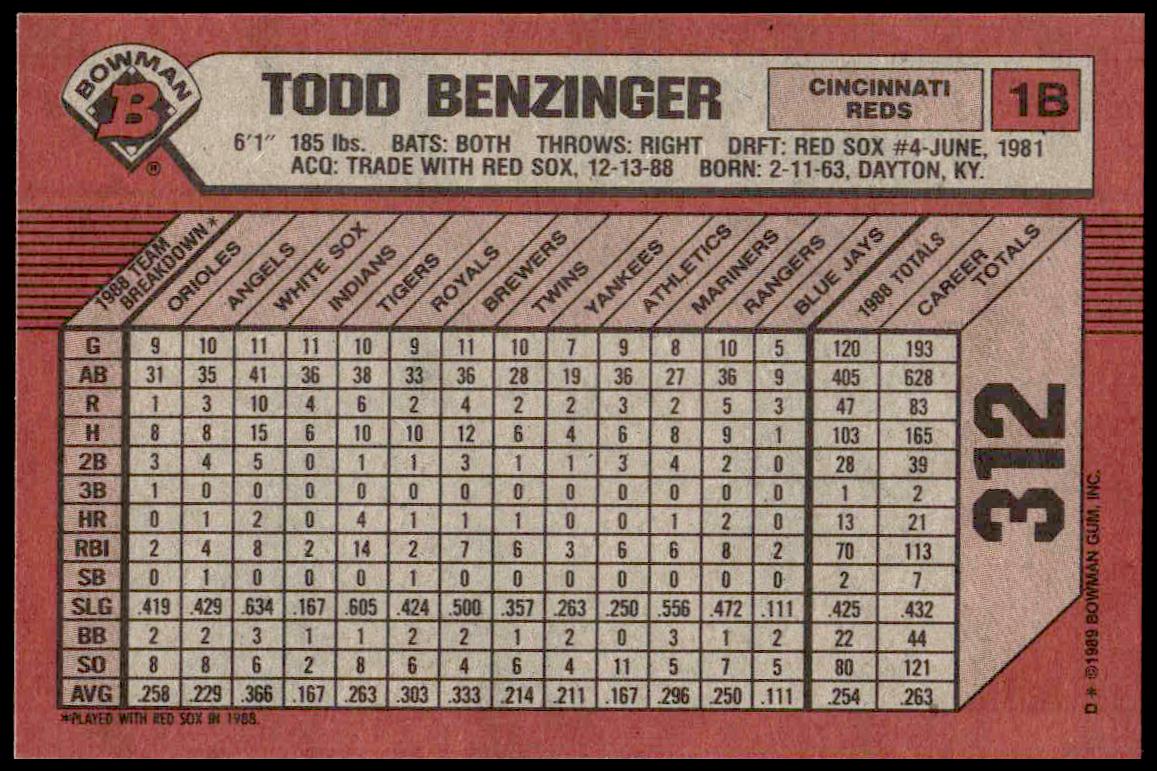 BOWMAN
B
®
TODD BENZINGER
CINCINNATI
REDS
1B
6'1" 185 lbs. BATS: BOTH THROWS: RIGHT DRFT: RED SOX #4-JUNE, 1981
ACQ: TRADE WITH RED SOX, 12-13-88 BORN: 2-11-63, DAYTON, KY.
1988 TEAM
BREAKDOWN* ORIOLES ANGELS WHITE SOX INDIANS TIGERS ROYALS BREWERS TWINS YANKEES ATHLETICS MARINERS RANGERS BLUE JAYS 1988 TOTALS CAREER TOTALS
G 9 10 11 11 10 9 11 10 7 9 8 10 5 120 193
AB 31 35 41 36 38 33 36 28 19 36 27 36 9 405 628
R 1 3 10 4 6 2 4 2 2 3 2 5 3 47 83
H 8 8 15 6 10 10 12 6 4 6 8 9 1 103 165
2B 3 4 5 0 1 1 3 1 1 3 4 2 0 28 39
3B 1 0 0 0 0 0 0 0 0 0 0 0 0 1 2
HR 0 1 2 0 4 1 1 1 0 0 1 2 0 13 21
RBI 2 4 8 2 14 2 7 6 3 6 6 8 2 70 113
SB 0 1 0 0 0 1 0 0 0 0 0 0 0 2 7
SLG .419 .429 .634 .167 .605 .424 .500 .357 .263 .250 .556 .472 .111 .425 .432
BB 2 2 3 1 1 2 2 1 2 0 3 1 2 22 44
SO 8 8 6 2 8 6 4 6 4 11 5 7 5 80 121
AVG .258 .229 .366 .167 .263 .303 .333 .214 .211 .167 .296 .250 .111 .254 .263
*PLAYED WITH RED SOX IN 1988.
312
D * ©1989 BOWMAN GUM, INC.